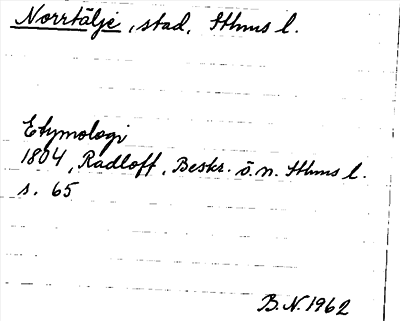 Norrtälje, stad, Sthms l.
Etymologi
1804, Radloff, Beskr. ö. n. Sthms l.
s. 65
B.N. 1962